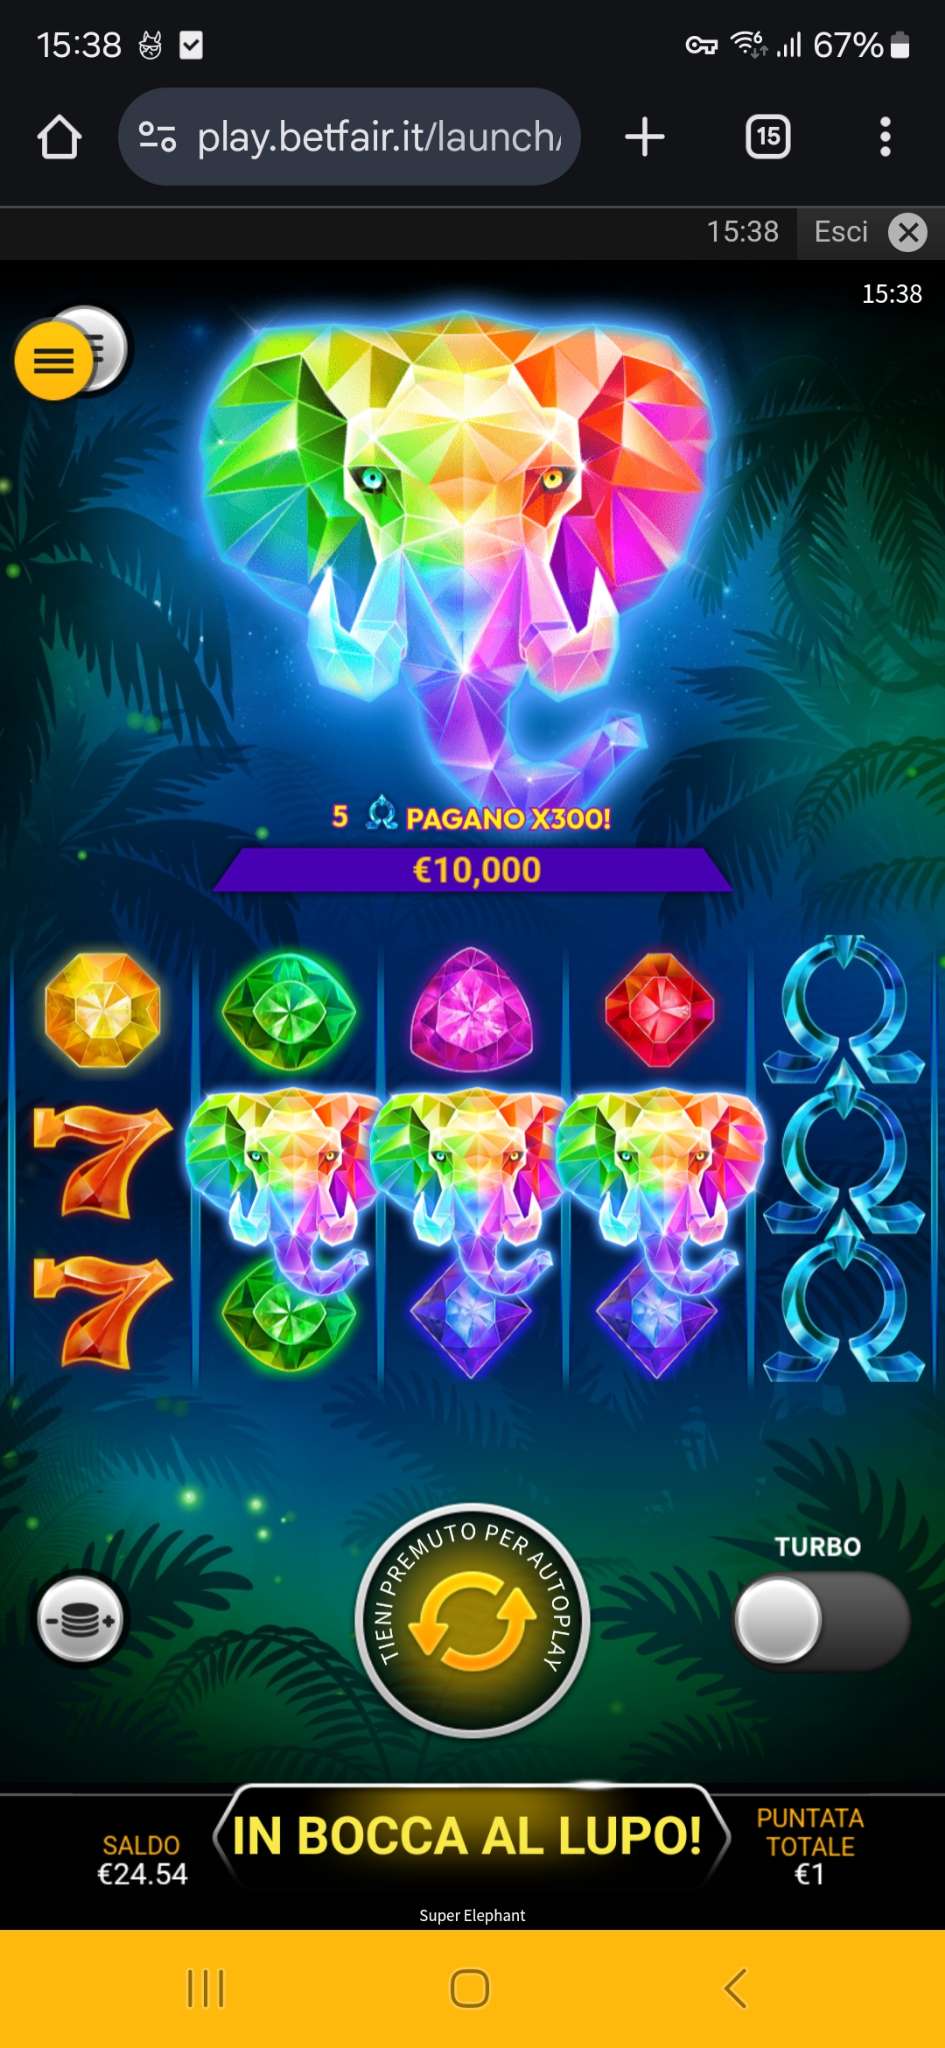 15:38
67%
play.betfair.it/launch/
15
15:38
Esci
15:38
5 PAGANO X300!
€10,000
TIENI PREMUTO PER AUTOPLAY
TURBO
SALDO
€24.54
IN BOCCA AL LUPO!
PUNTATA
TOTALE
€1
Super Elephant